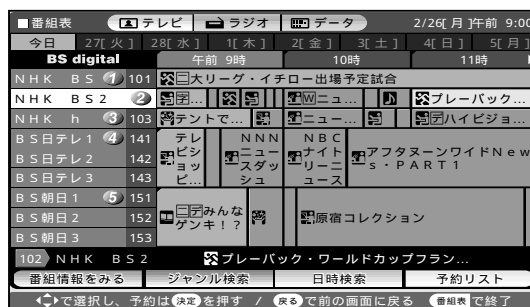 ■番組表 テレビ ラジオ データ 2/26[月]午前 9:00
今日 27[火] 28[水] 1[木] 2[金] 3[土] 4[日] 5[月]
BS digital 午前 9時 10時 11時
NHK BS 1 101 二大リーグ・イチロー出場予定試合
NHK BS2 2 字... Wニュ... プレーバック...
NHK h 3 103 テントで... ニュー... デハイビジョ...
BS日テレ1 4 141
BS日テレ2 142
BS日テレ3 143
テレビショッピ...
NNNニュースダッシュ
NBCナイトリーニュース
アフタヌーンワイドNews・PART1
BS朝日1 5 151
BS朝日2 152
BS朝日3 153
二デみんなゲンキ!?
原宿コレクション
102 NHK BS2 プレーバック・ワールドカップフラン...
番組情報をみる ジャンル検索 日時検索 予約リスト
で選択し、予約は 決定 を押す / 戻る で前の画面に戻る 番組表 で終了